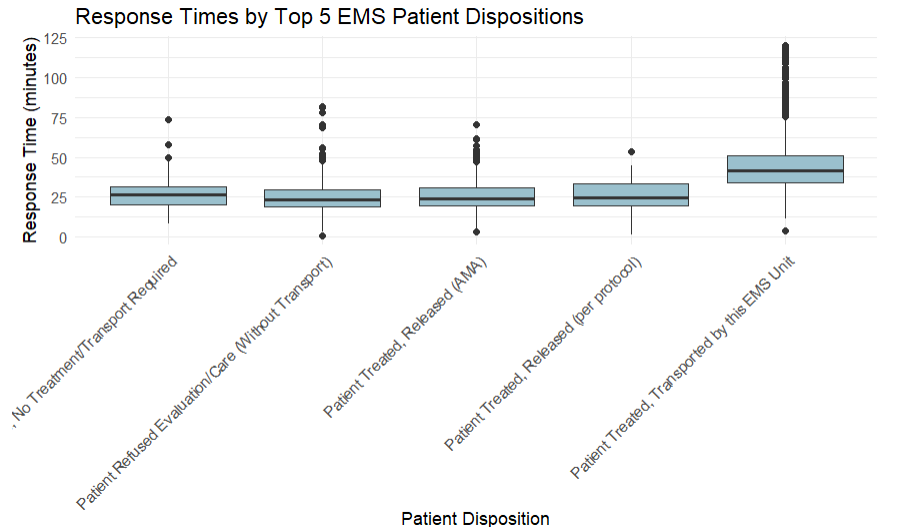 Response Times by Top 5 EMS Patient Dispositions
Response Time (minutes)
125
100
75
50
25
0
, No Treatment/Transport Required
Patient Refused Evaluation/Care (Without Transport)
Patient Treated, Released (AMA)
Patient Treated, Released (per protocol)
Patient Treated, Transported by this EMS Unit
Patient Disposition